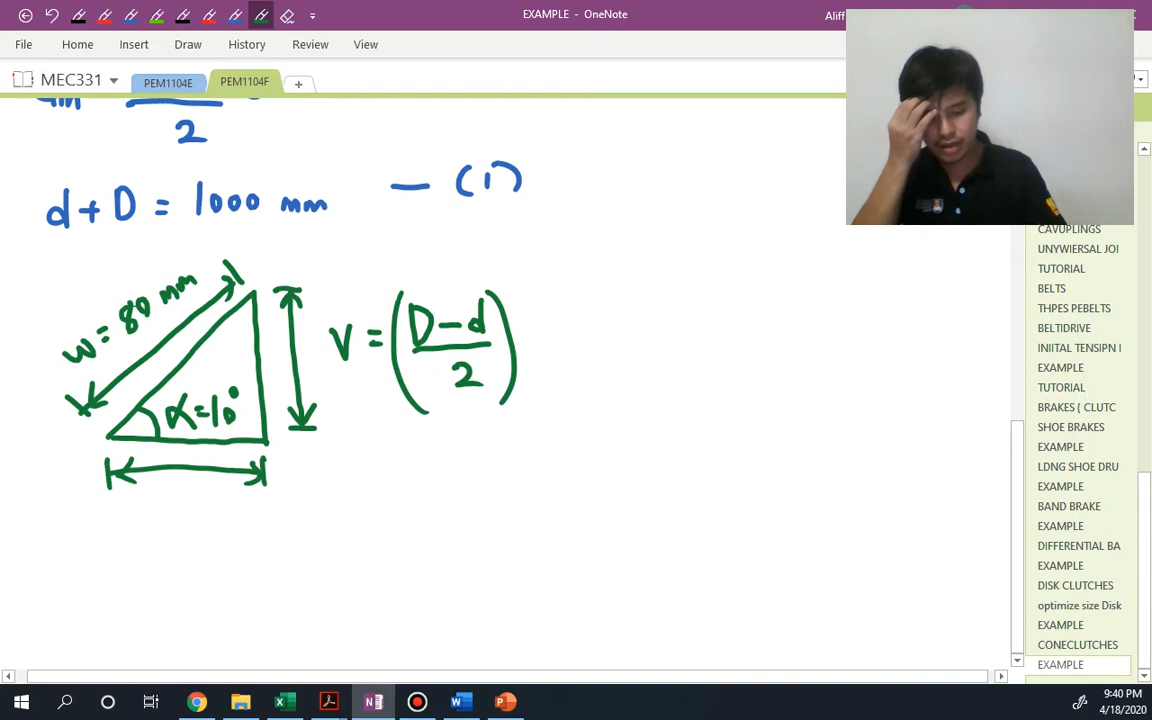 EXAMPLE - OneNote
Aliff
File Home Insert Draw History Review View
MEC331 PEM1104E PEM1104F
2
d + D = 1000 mm — (1)
w = 80 mm
α = 10°
V = (D - d / 2)
CAVUPLINGS
UNYWIERSAL JOI
TUTORIAL
BELTS
THPES PEBELTS
BELTIDRIVE
INIITAL TENSIPN I
EXAMPLE
TUTORIAL
BRAKES { CLUTC
SHOE BRAKES
EXAMPLE
LDNG SHOE DRU
EXAMPLE
BAND BRAKE
EXAMPLE
DIFFERENTIAL BA
EXAMPLE
DISK CLUTCHES
optimize size Disk
EXAMPLE
CONECLUTCHES
EXAMPLE
9:40 PM
4/18/2020